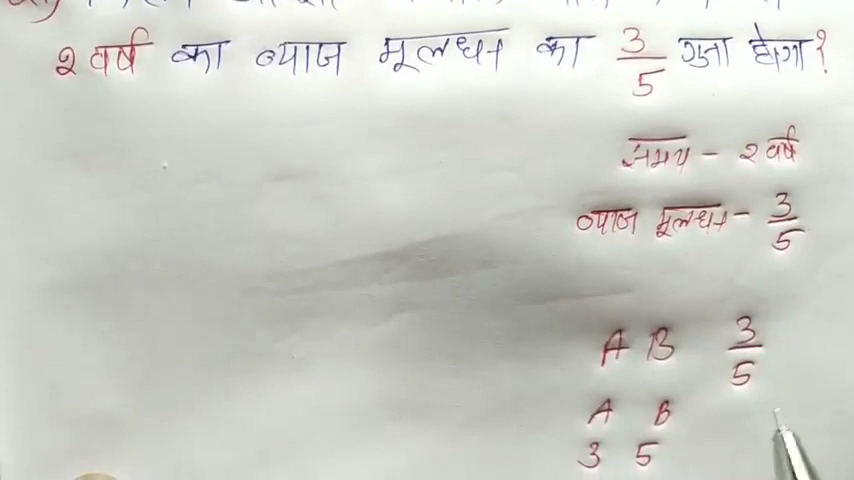 2 वर्ष का ब्याज मूलधन का 3/5 गुना होगा?
समय - 2 वर्ष
ब्याज मूलधन - 3/5
A B 3/5
A B
3 5